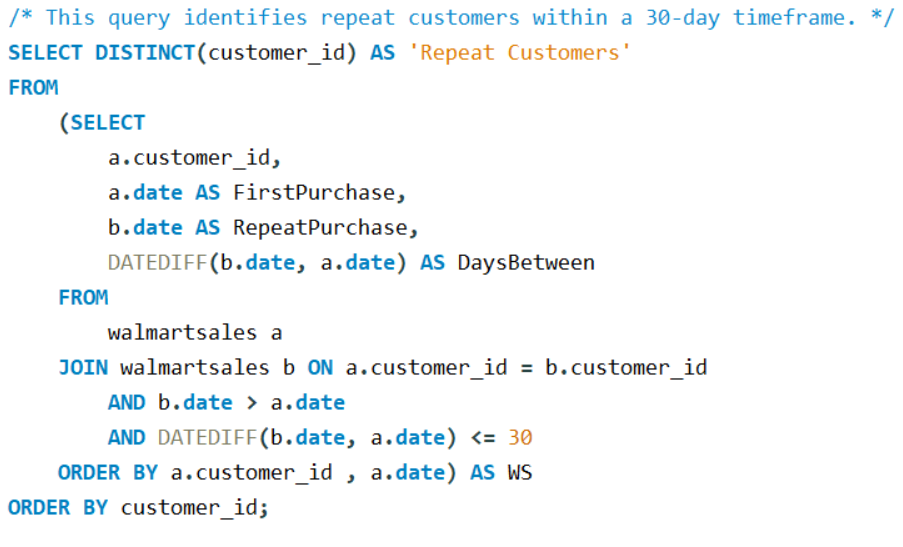 /* This query identifies repeat customers within a 30-day timeframe. */
SELECT DISTINCT(customer_id) AS 'Repeat Customers'
FROM
    (SELECT
        a.customer_id,
        a.date AS FirstPurchase,
        b.date AS RepeatPurchase,
        DATEDIFF(b.date, a.date) AS DaysBetween
    FROM
        walmartsales a
    JOIN walmartsales b ON a.customer_id = b.customer_id
        AND b.date > a.date
        AND DATEDIFF(b.date, a.date) <= 30
    ORDER BY a.customer_id , a.date) AS WS
ORDER BY customer_id;